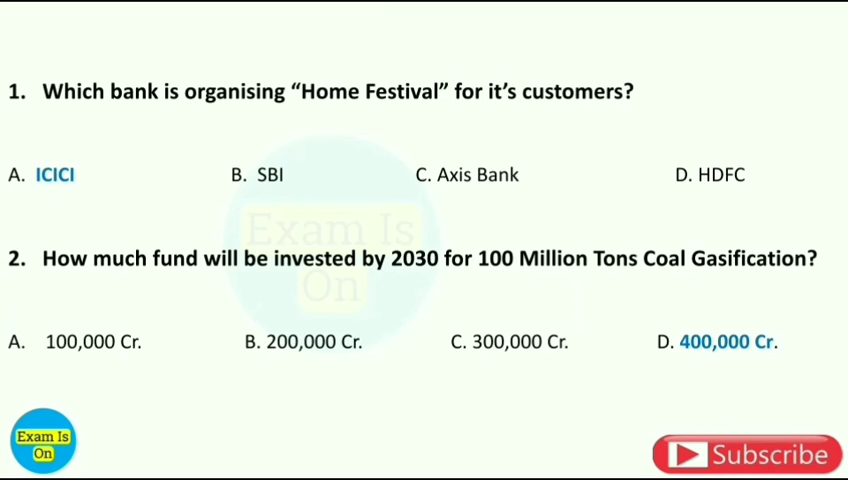 1. Which bank is organising “Home Festival” for it’s customers?
A. ICICI B. SBI C. Axis Bank D. HDFC
Exam Is
On
2. How much fund will be invested by 2030 for 100 Million Tons Coal Gasification?
A. 100,000 Cr. B. 200,000 Cr. C. 300,000 Cr. D. 400,000 Cr.
Exam Is
On
Subscribe